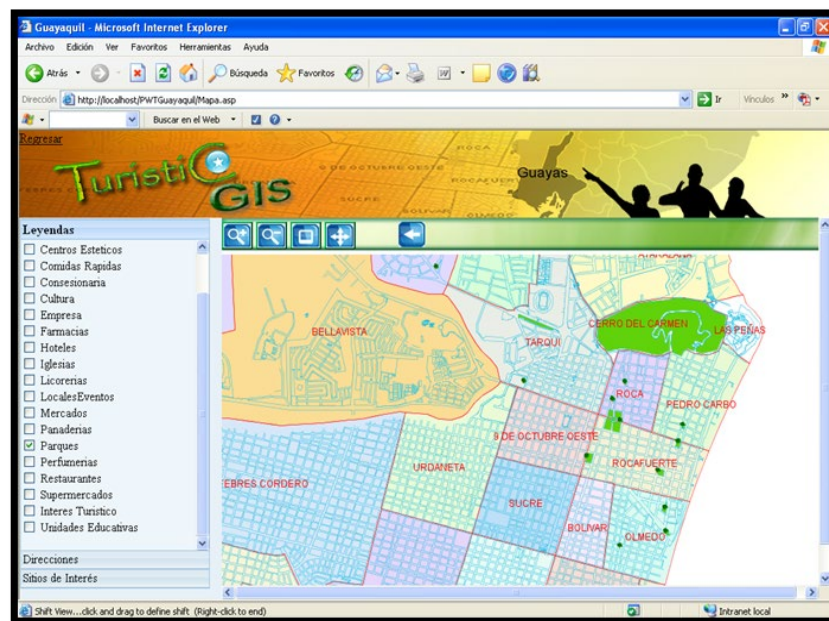 Guayaquil - Microsoft Internet Explorer
Archivo Edición Ver Favoritos Herramientas Ayuda
Atrás Búsqueda Favoritos
Dirección http://localhost/PWTGuayaquil/Mapa.asp Ir Vínculos
Buscar en el Web
Regresar
TuristiC GIS
9 DE OCTUBRE OESTE
ROCA
ROCAFUERTE
SUCRE
BOLIVAR
OLMEDO
Guayas
Leyendas
Centros Esteticos
Comidas Rapidas
Consesionaria
Cultura
Empresa
Farmacias
Hoteles
Iglesias
Licorerias
LocalesEventos
Mercados
Panaderias
Parques
Perfumerias
Restaurantes
Supermercados
Interes Turistico
Unidades Educativas
Direcciones
Sitios de Interés
BELLAVISTA
TARQUI
CERRO DEL CARMEN
LAS PEÑAS
ROCA
PEDRO CARBO
9 DE OCTUBRE OESTE
ROCAFUERTE
URDANETA
EBRES CORDERO
SUCRE
BOLIVAR
OLMEDO
Shift View...click and drag to define shift (Right-click to end)
Intranet local